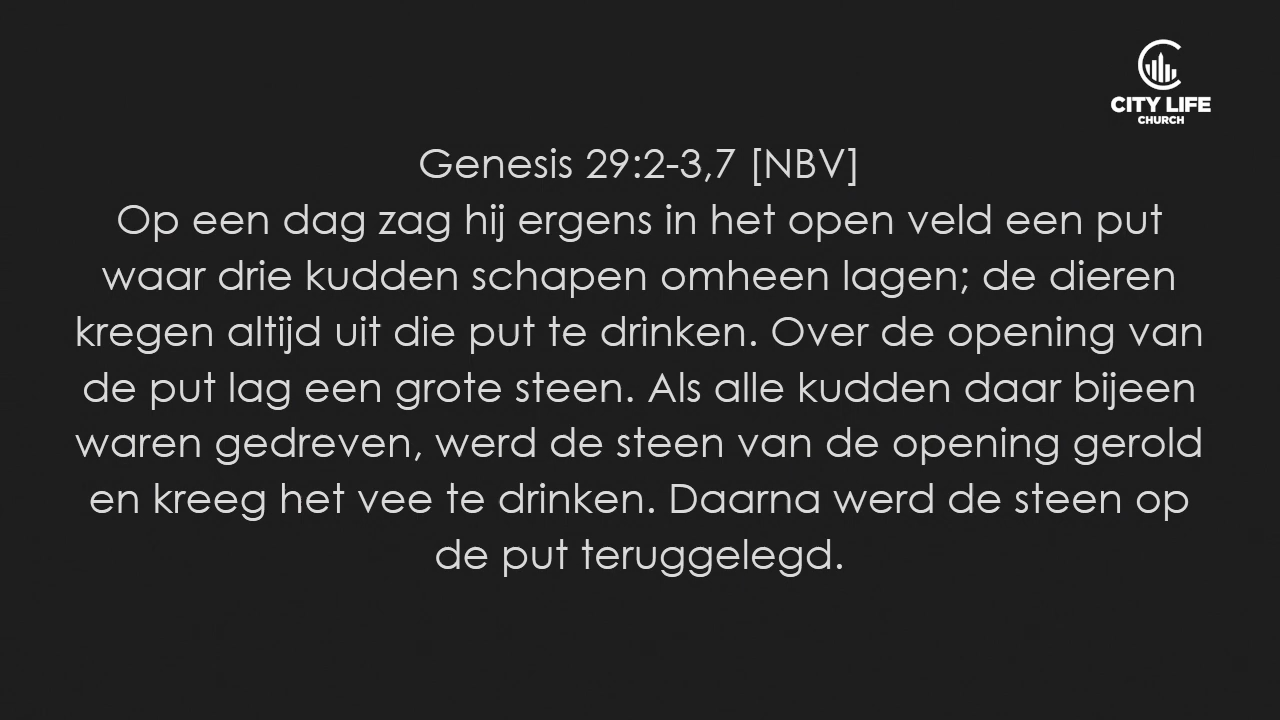 CITY LIFE
CHURCH
Genesis 29:2-3,7 [NBV]
Op een dag zag hij ergens in het open veld een put
waar drie kudden schapen omheen lagen; de dieren
kregen altijd uit die put te drinken. Over de opening van
de put lag een grote steen. Als alle kudden daar bijeen
waren gedreven, werd de steen van de opening gerold
en kreeg het vee te drinken. Daarna werd de steen op
de put teruggelegd.